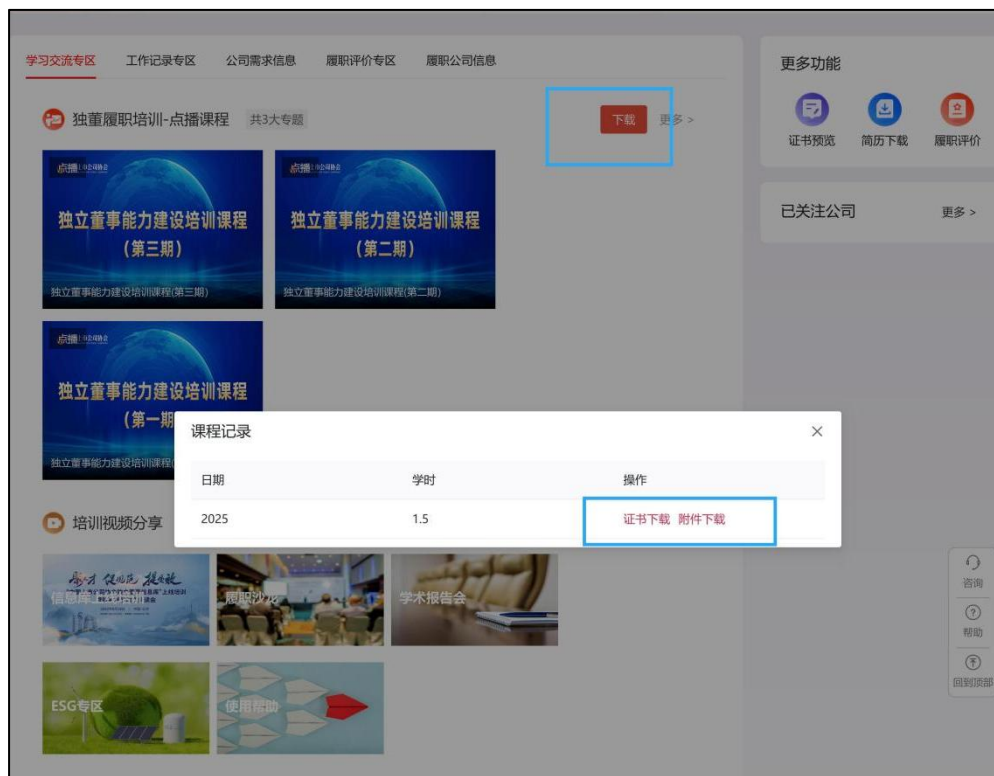 学习交流专区 工作记录专区 公司需求信息 履职评价专区 履职公司信息
独董履职培训-点播课程 共3大专题 下载 更多 >
点播
独立董事能力建设培训课程
(第三期)
独立董事能力建设培训课程(第三期)
点播
独立董事能力建设培训课程
(第二期)
独立董事能力建设培训课程(第二期)
点播
独立董事能力建设培训课程
(第一期
独立董事能力建设培训课程(
更多功能
证书预览 简历下载 履职评价
已关注公司 更多 >
课程记录
日期 学时 操作
2025 1.5 证书下载 附件下载
培训视频分享
信息库上线培训
履职沙龙
学术报告会
ESG专区
使用帮助
咨询
帮助
回到顶部